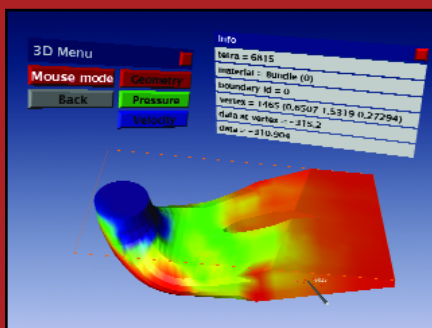 3D Menu
Mouse mode
Geometry
Back
Pressure
Velocity
Info
tetra = 6815
material = Bundle (0)
boundary id = 0
vertex = 1465 (0.6507 1.5319 0.27294)
data at vertex = -315.2
data = -310.904